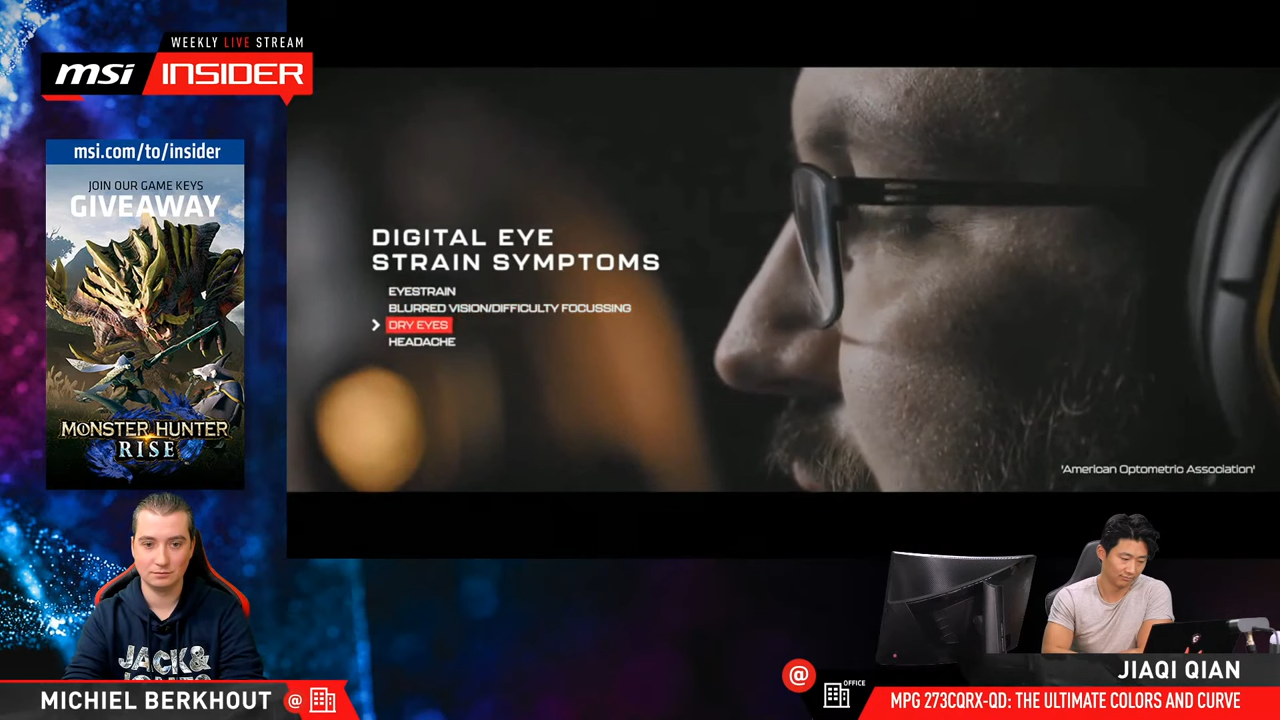 WEEKLY LIVE STREAM
msi INSIDER
msi.com/to/insider
JOIN OUR GAME KEYS
GIVEAWAY
MONSTER HUNTER
RISE
DIGITAL EYE
STRAIN SYMPTOMS
EYESTRAIN
BLURRED VISION/DIFFICULTY FOCUSSING
DRY EYES
HEADACHE
'American Optometric Association'
JACK&
JONES
MICHIEL BERKHOUT @
@ OFFICE
JIAQI QIAN
MPG 273CQRX-QD: THE ULTIMATE COLORS AND CURVE